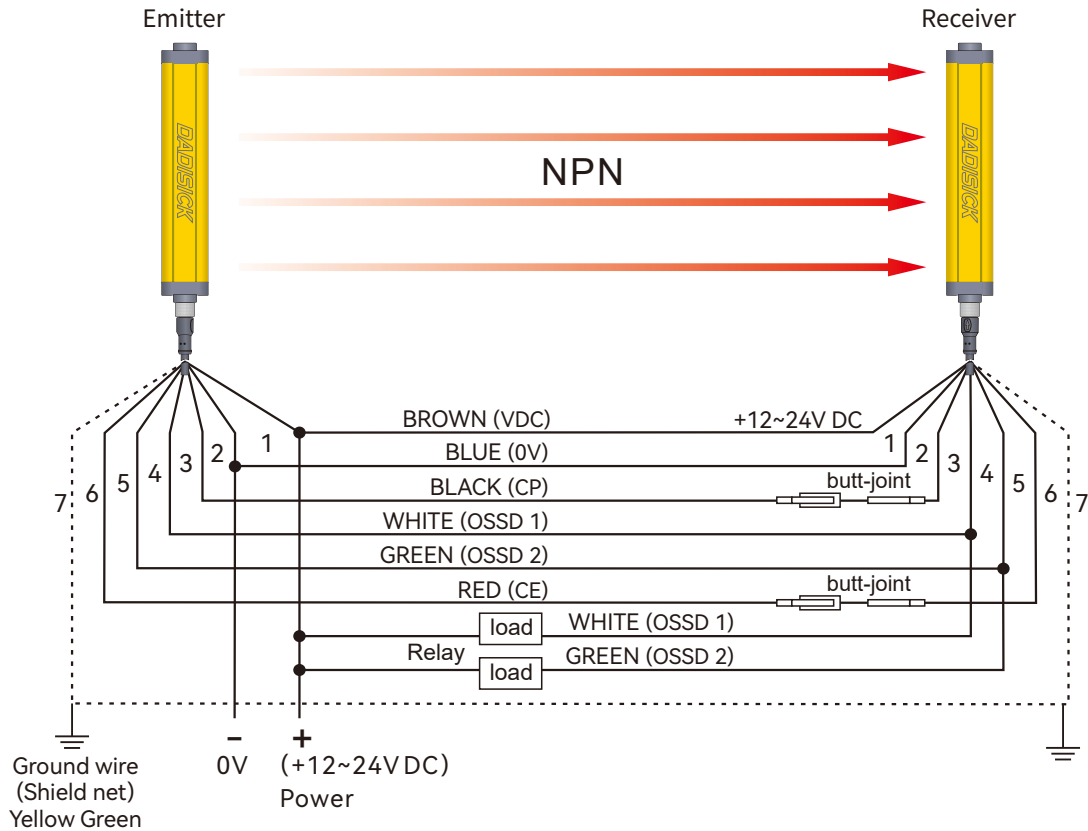 Emitter
Receiver
DADISICK
DADISICK
NPN
BROWN (VDC)
+12~24V DC
1
BLUE (0V)
1
2
2
BLACK (CP)
butt-joint
3
3
4
WHITE (OSSD 1)
4
5
GREEN (OSSD 2)
5
6
RED (CE)
butt-joint
6
7
7
load
WHITE (OSSD 1)
Relay
load
GREEN (OSSD 2)
−
+
0V
(+12~24V DC)
Power
Ground wire
(Shield net)
Yellow Green